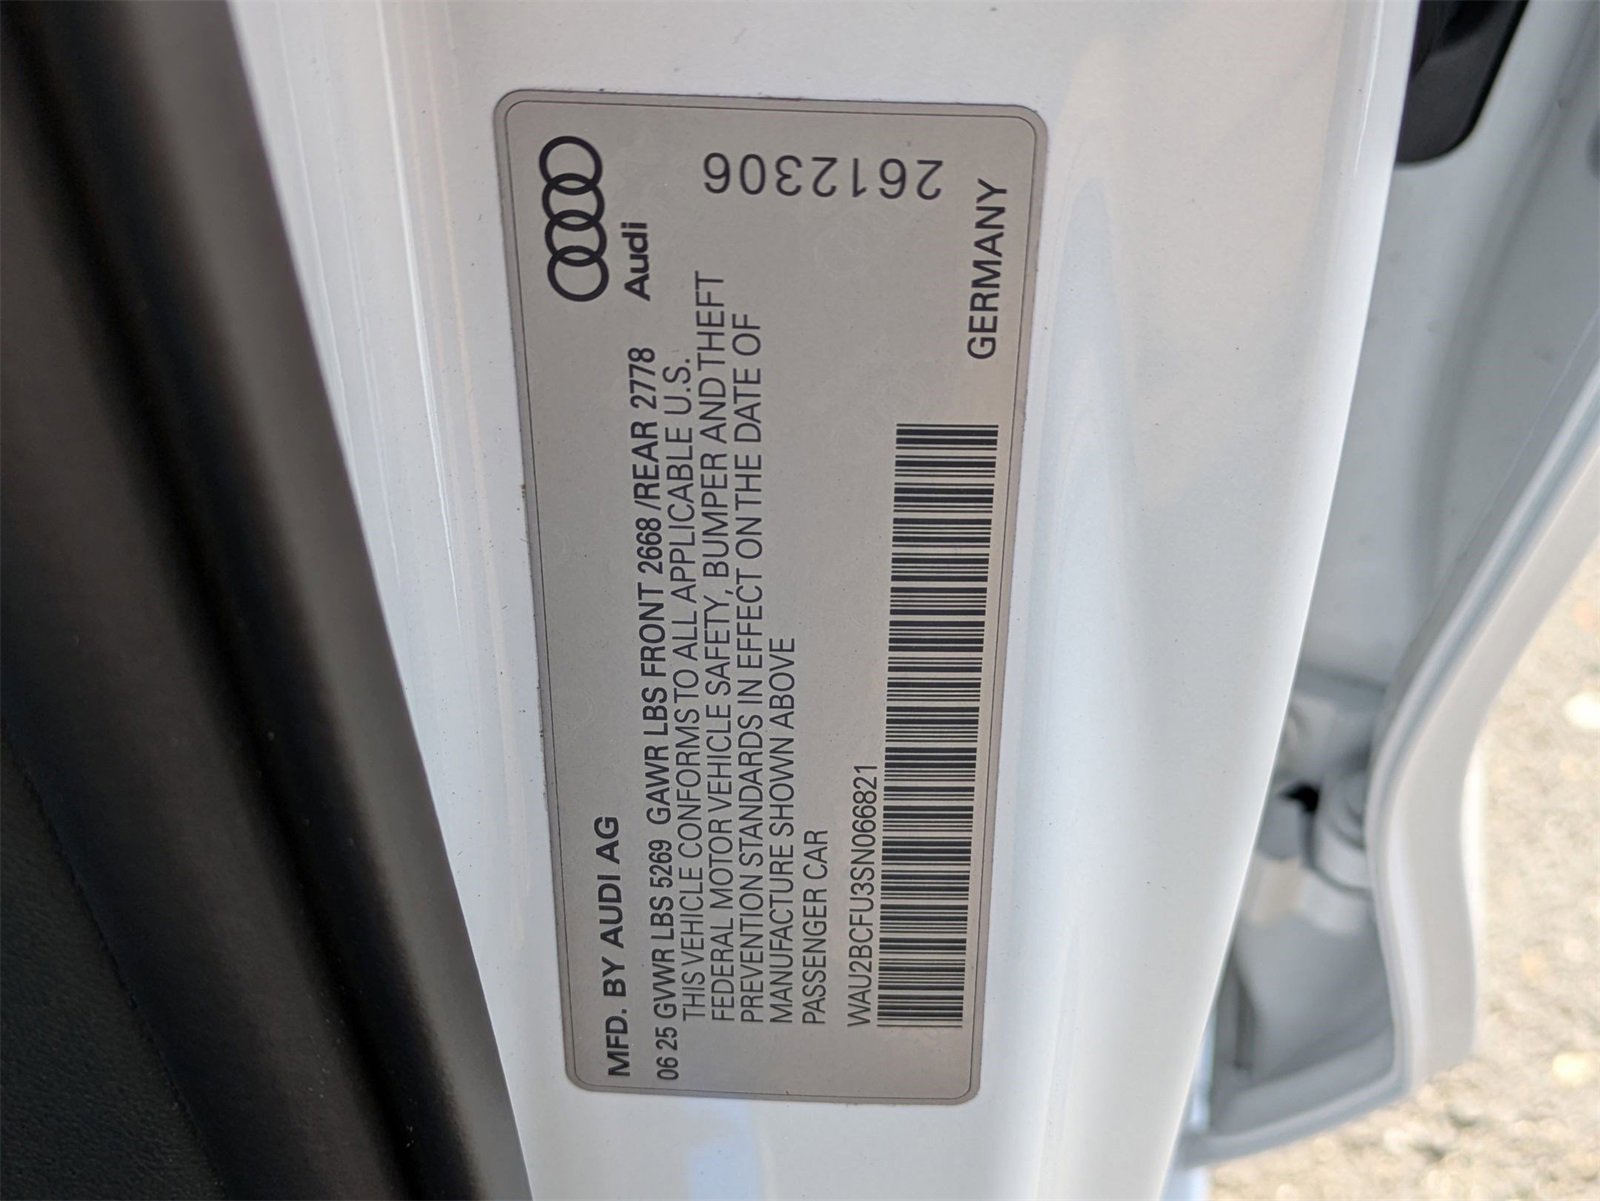 Audi
MFD. BY AUDI AG
06 25 GVWR LBS 5269 GAWR LBS FRONT 2668 /REAR 2778
THIS VEHICLE CONFORMS TO ALL APPLICABLE U.S.
FEDERAL MOTOR VEHICLE SAFETY, BUMPER AND THEFT
PREVENTION STANDARDS IN EFFECT ON THE DATE OF
MANUFACTURE SHOWN ABOVE
PASSENGER CAR
2612306
WAU2BCFU3SN066821
GERMANY